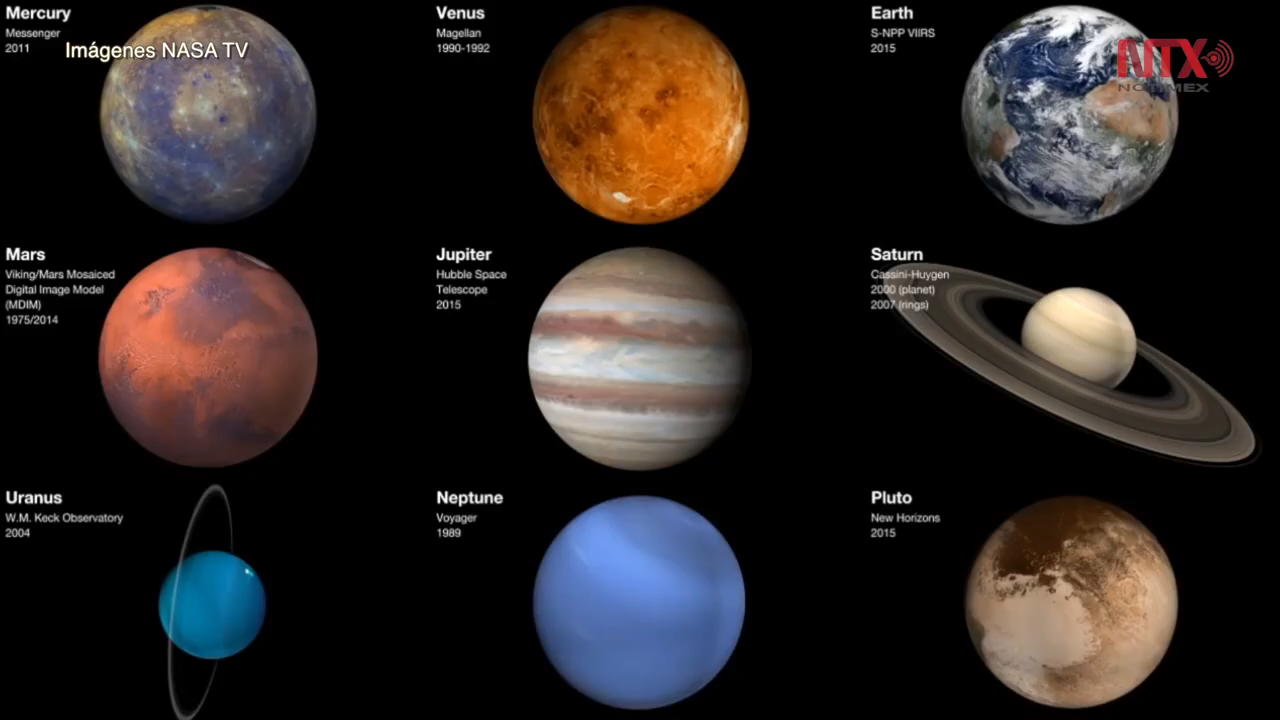 Mercury
Messenger
2011
Imágenes NASA TV
Venus
Magellan
1990-1992
Earth
S-NPP VIIRS
2015
NTX
NOTIMEX
Mars
Viking/Mars Mosaiced
Digital Image Model
(MDIM)
1975/2014
Jupiter
Hubble Space
Telescope
2015
Saturn
Cassini-Huygen
2000 (planet)
2007 (rings)
Uranus
W.M. Keck Observatory
2004
Neptune
Voyager
1989
Pluto
New Horizons
2015